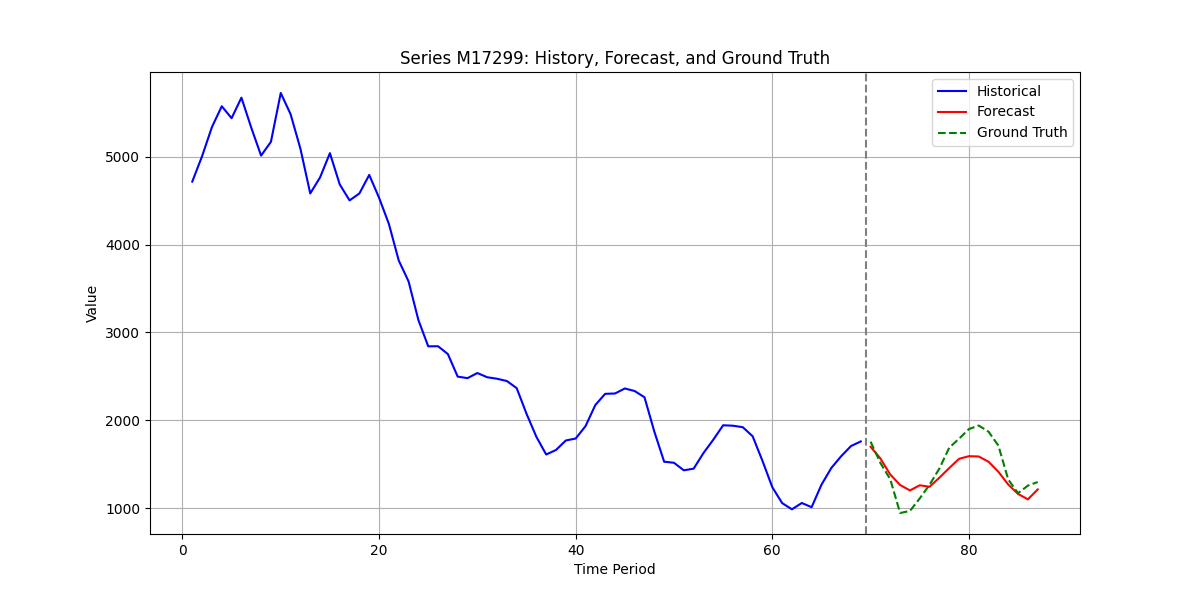 Series M17299: History, Forecast, and Ground Truth
Historical
Forecast
Ground Truth
5000
4000
3000
2000
1000
Value
0
20
40
60
80
Time Period